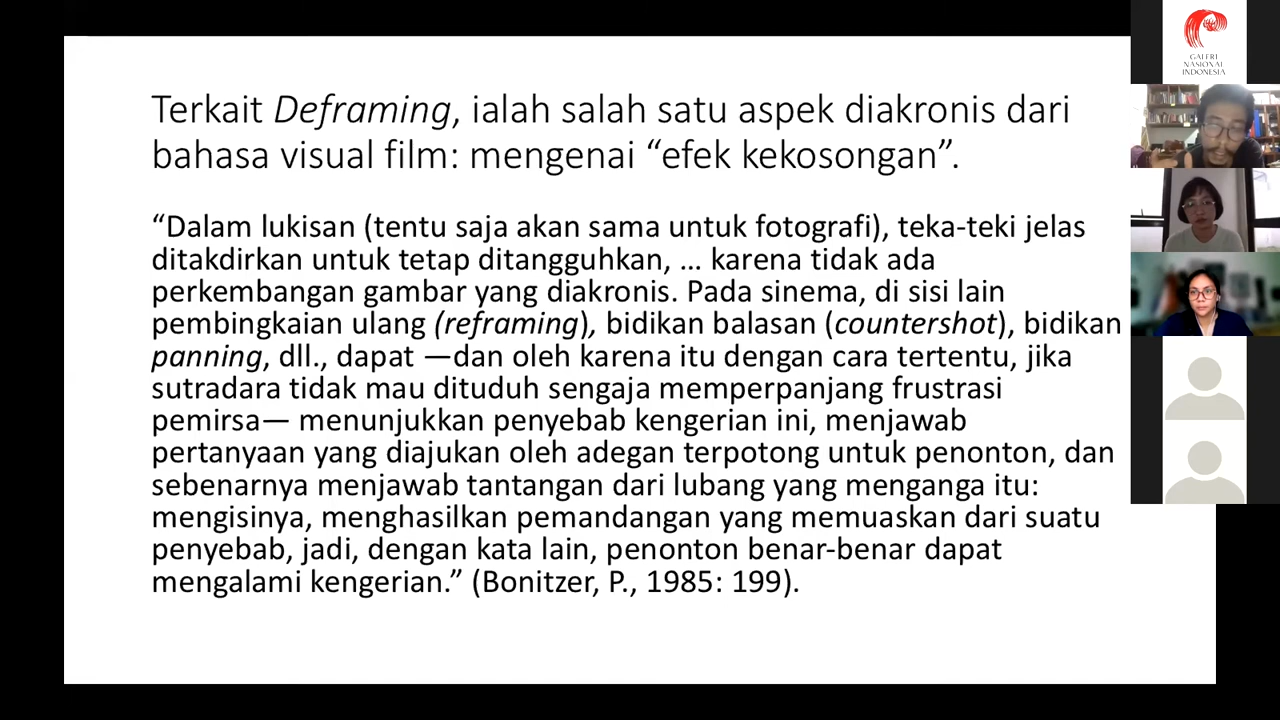 Terkait Deframing, ialah salah satu aspek diakronis dari
bahasa visual film: mengenai “efek kekosongan”.
“Dalam lukisan (tentu saja akan sama untuk fotografi), teka-teki jelas
ditakdirkan untuk tetap ditangguhkan, … karena tidak ada
perkembangan gambar yang diakronis. Pada sinema, di sisi lain
pembingkaian ulang (reframing), bidikan balasan (countershot), bidikan
panning, dll., dapat —dan oleh karena itu dengan cara tertentu, jika
sutradara tidak mau dituduh sengaja memperpanjang frustrasi
pemirsa— menunjukkan penyebab kengerian ini, menjawab
pertanyaan yang diajukan oleh adegan terpotong untuk penonton, dan
sebenarnya menjawab tantangan dari lubang yang menganga itu:
mengisinya, menghasilkan pemandangan yang memuaskan dari suatu
penyebab, jadi, dengan kata lain, penonton benar-benar dapat
mengalami kengerian.” (Bonitzer, P., 1985: 199).
GALERI
NASIONAL
INDONESIA